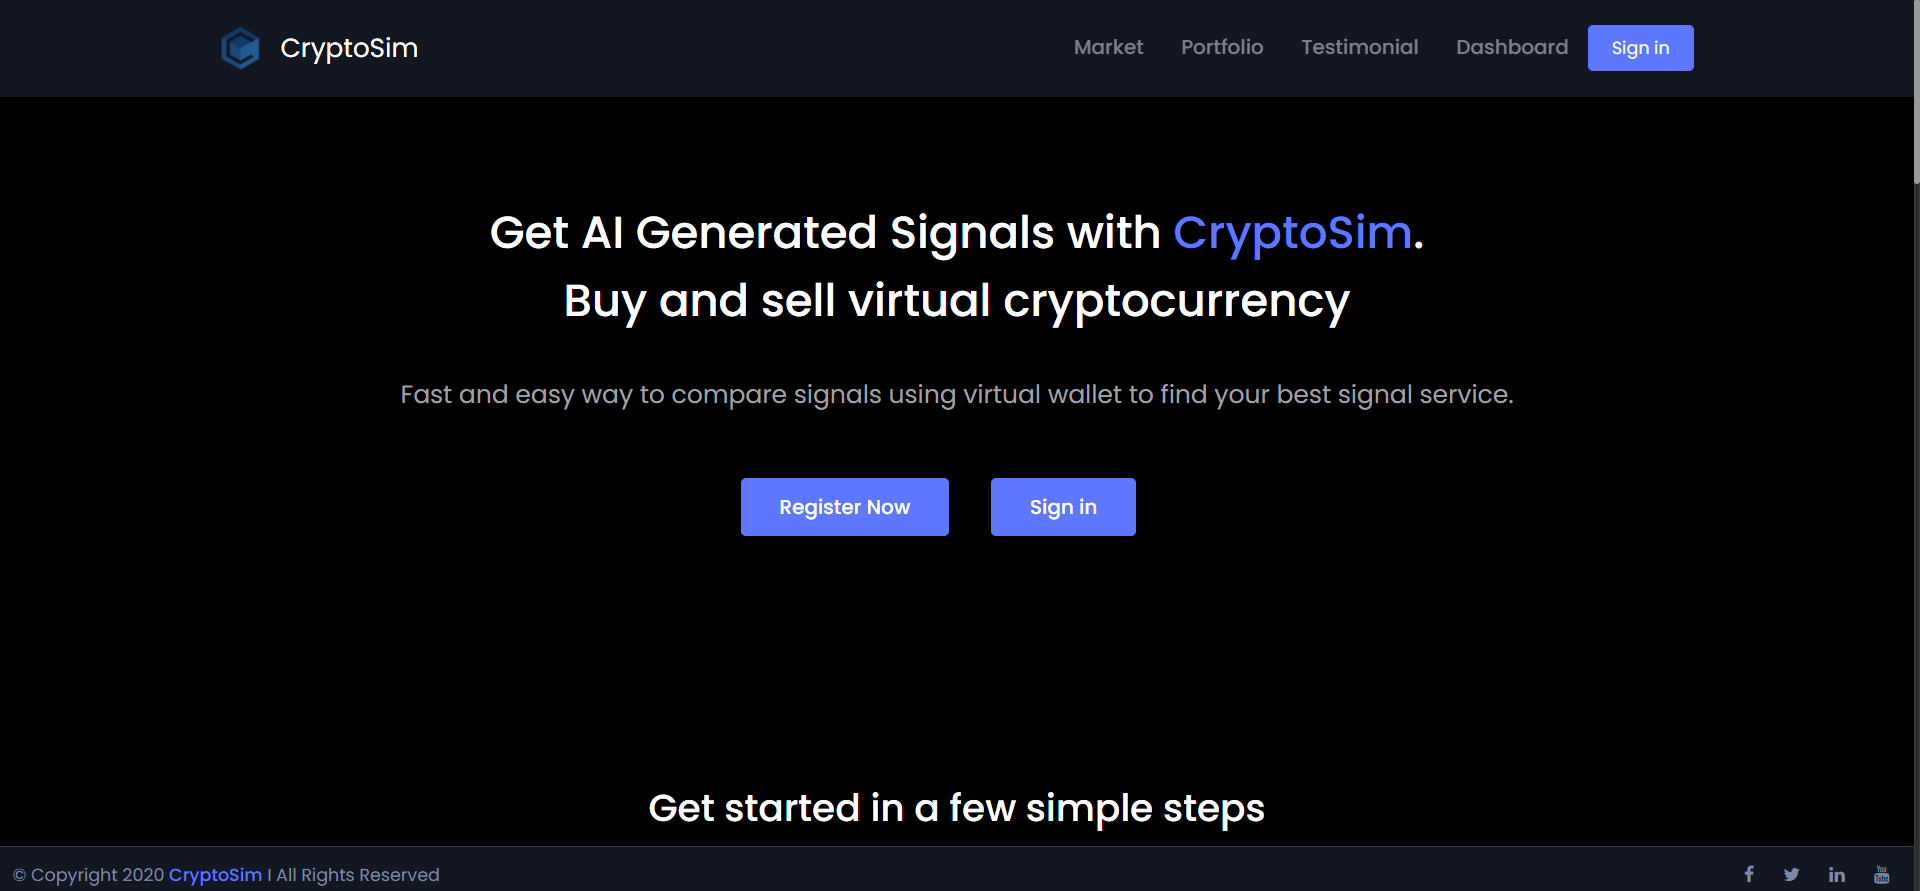 CryptoSim
Market Portfolio Testimonial Dashboard Sign in
Get AI Generated Signals with CryptoSim.
Buy and sell virtual cryptocurrency
Fast and easy way to compare signals using virtual wallet to find your best signal service.
Register Now Sign in
Get started in a few simple steps
© Copyright 2020 CryptoSim I All Rights Reserved
You Tube